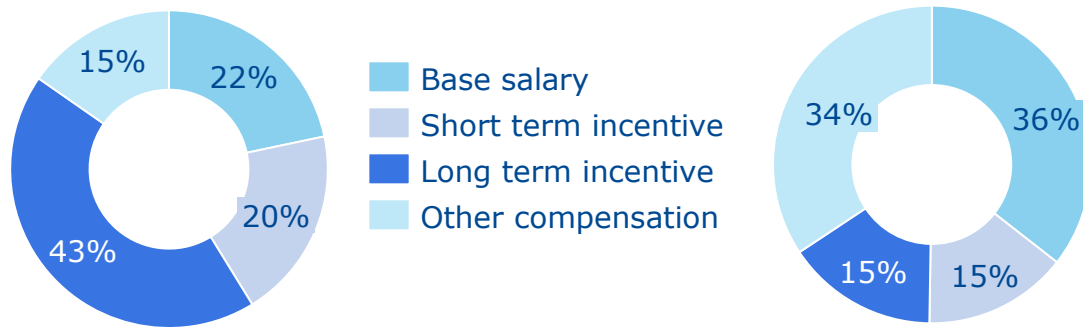 15%
22%
20%
43%
Base salary
Short term incentive
Long term incentive
Other compensation
34%
36%
15%
15%